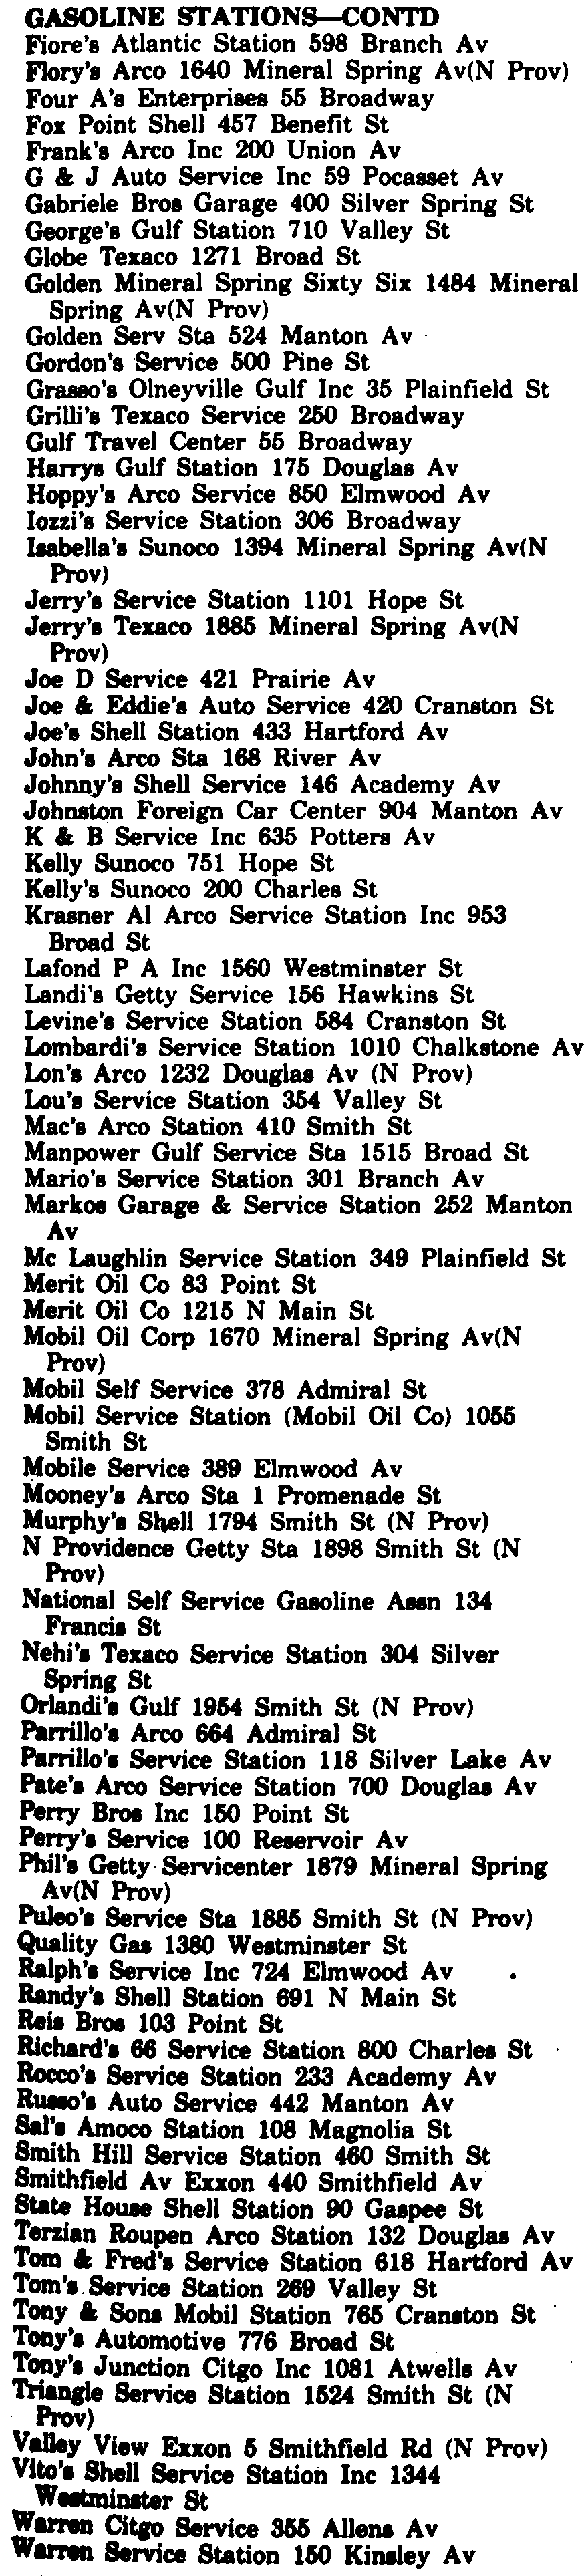 GASOLINE STATIONS—CONTD
Fiore's Atlantic Station 598 Branch Av
Flory's Arco 1640 Mineral Spring Av(N Prov)
Four A's Enterprises 55 Broadway
Fox Point Shell 457 Benefit St
Frank's Arco Inc 200 Union Av
G & J Auto Service Inc 59 Pocasset Av
Gabriele Bros Garage 400 Silver Spring St
George's Gulf Station 710 Valley St
Globe Texaco 1271 Broad St
Golden Mineral Spring Sixty Six 1484 Mineral
Spring Av(N Prov)
Golden Serv Sta 524 Manton Av
Gordon's Service 500 Pine St
Grasso's Olneyville Gulf Inc 35 Plainfield St
Grilli's Texaco Service 250 Broadway
Gulf Travel Center 55 Broadway
Harrys Gulf Station 175 Douglas Av
Hoppy's Arco Service 850 Elmwood Av
Iozzi's Service Station 306 Broadway
Isabella's Sunoco 1394 Mineral Spring Av(N
Prov)
Jerry's Service Station 1101 Hope St
Jerry's Texaco 1885 Mineral Spring Av(N
Prov)
Joe D Service 421 Prairie Av
Joe & Eddie's Auto Service 420 Cranston St
Joe's Shell Station 433 Hartford Av
John's Arco Sta 168 River Av
Johnny's Shell Service 146 Academy Av
Johnston Foreign Car Center 904 Manton Av
K & B Service Inc 635 Potters Av
Kelly Sunoco 751 Hope St
Kelly's Sunoco 200 Charles St
Krasner Al Arco Service Station Inc 953
Broad St
Lafond P A Inc 1560 Westminster St
Landi's Getty Service 156 Hawkins St
Levine's Service Station 584 Cranston St
Lombardi's Service Station 1010 Chalkstone Av
Lon's Arco 1232 Douglas Av (N Prov)
Lou's Service Station 354 Valley St
Mac's Arco Station 410 Smith St
Manpower Gulf Service Sta 1515 Broad St
Mario's Service Station 301 Branch Av
Markos Garage & Service Station 252 Manton
Av
Mc Laughlin Service Station 349 Plainfield St
Merit Oil Co 83 Point St
Merit Oil Co 1215 N Main St
Mobil Oil Corp 1670 Mineral Spring Av(N
Prov)
Mobil Self Service 378 Admiral St
Mobil Service Station (Mobil Oil Co) 1055
Smith St
Mobile Service 389 Elmwood Av
Mooney's Arco Sta 1 Promenade St
Murphy's Shell 1794 Smith St (N Prov)
N Providence Getty Sta 1898 Smith St (N
Prov)
National Self Service Gasoline Assn 134
Francis St
Nehi's Texaco Service Station 304 Silver
Spring St
Orlandi's Gulf 1954 Smith St (N Prov)
Parrillo's Arco 664 Admiral St
Parrillo's Service Station 118 Silver Lake Av
Pate's Arco Service Station 700 Douglas Av
Perry Bros Inc 150 Point St
Perry's Service 100 Reservoir Av
Phil's Getty Servicenter 1879 Mineral Spring
Av(N Prov)
Puleo's Service Sta 1885 Smith St (N Prov)
Quality Gas 1380 Westminster St
Ralph's Service Inc 724 Elmwood Av
Randy's Shell Station 691 N Main St
Reis Bros 103 Point St
Richard's 66 Service Station 800 Charles St
Rocco's Service Station 233 Academy Av
Russo's Auto Service 442 Manton Av
Sal's Amoco Station 108 Magnolia St
Smith Hill Service Station 460 Smith St
Smithfield Av Exxon 440 Smithfield Av
State House Shell Station 90 Gaspee St
Terzian Roupen Arco Station 132 Douglas Av
Tom & Fred's Service Station 618 Hartford Av
Tom's Service Station 269 Valley St
Tony & Sons Mobil Station 765 Cranston St
Tony's Automotive 776 Broad St
Tony's Junction Citgo Inc 1081 Atwells Av
Triangle Service Station 1524 Smith St (N
Prov)
Valley View Exxon 5 Smithfield Rd (N Prov)
Vito's Shell Service Station Inc 1344
Westminster St
Warren Citgo Service 355 Allens Av
Warren Service Station 150 Kinsley Av